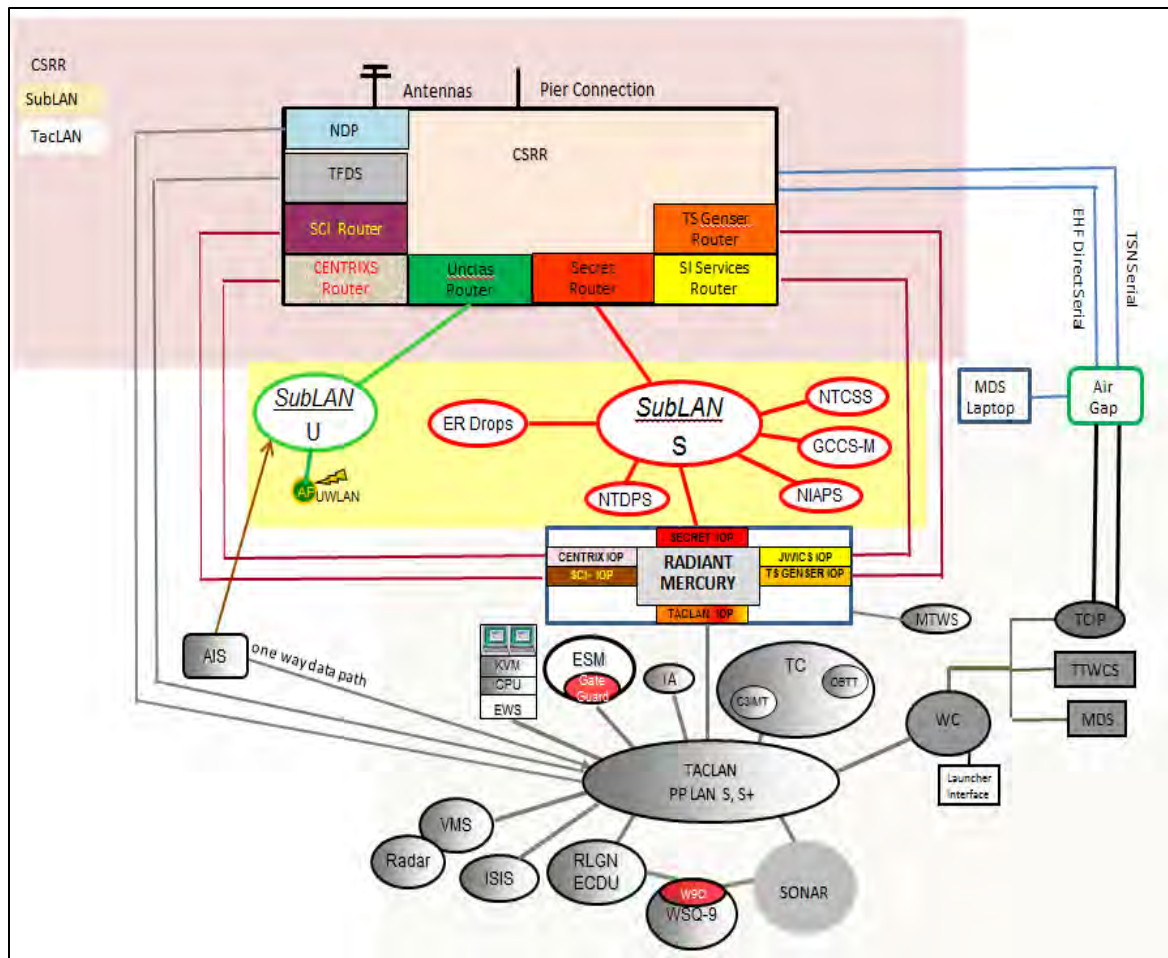 CSRR
SubLAN
TacLAN
Antennas
Pier Connection
NDP
CSRR
TFDS
SCI Router
TS Genser
Router
CENTRIXS
Router
Unclas
Router
Secret
Router
SI Services
Router
EHF Direct Serial
TSN Serial
SubLAN
U
AP
UWLAN
ER Drops
SubLAN
S
NTCSS
GCCS-M
NIAPS
NTDPS
MDS
Laptop
Air
Gap
SECRET IOP
CENTRIX IOP
SCI- IOP
RADIANT
MERCURY
JWICS IOP
TS GENSER IOP
TACLAN IOP
MTWS
AIS
one way data path
KVM
CPU
EWS
ESM
Gate
Guard
IA
TC
C3IMT
OBTT
TCIP
TTWCS
MDS
WC
Launcher
Interface
TACLAN
PP LAN S, S+
VMS
Radar
ISIS
RLGN
ECDU
WSQ-9
SONAR